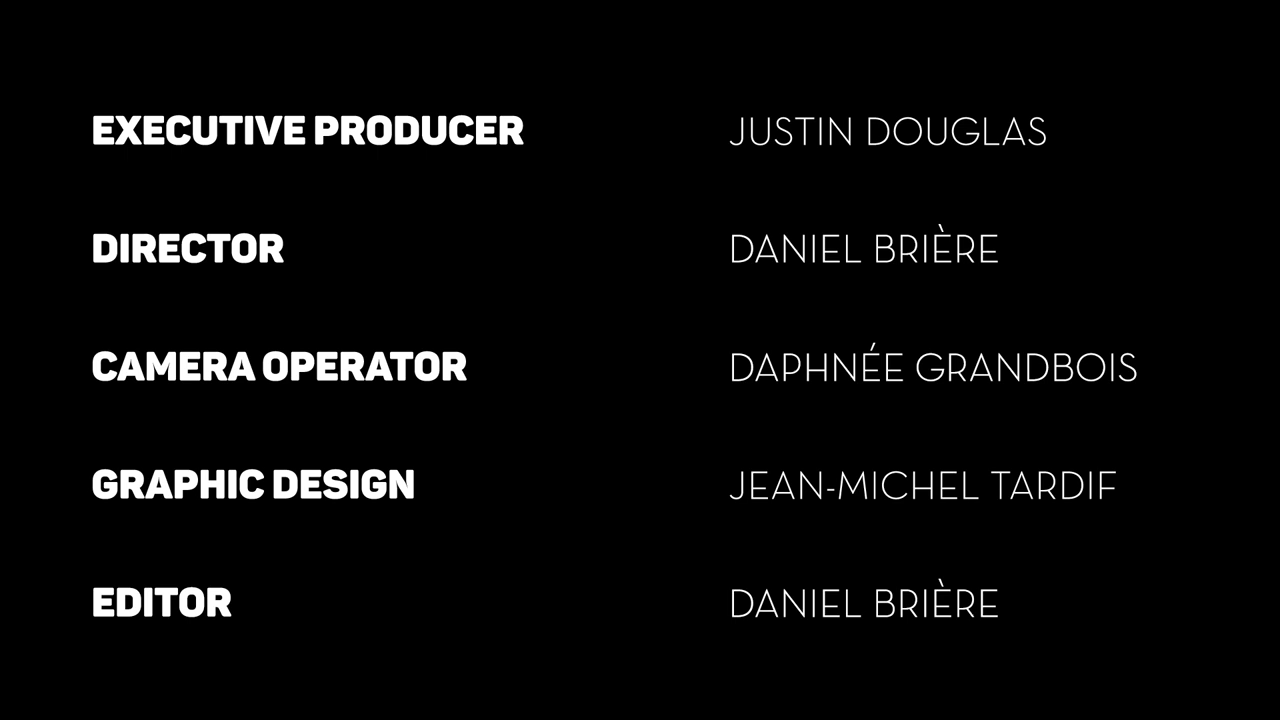 EXECUTIVE PRODUCER JUSTIN DOUGLAS
DIRECTOR DANIEL BRIÈRE
CAMERA OPERATOR DAPHNÉE GRANDBOIS
GRAPHIC DESIGN JEAN-MICHEL TARDIF
EDITOR DANIEL BRIÈRE